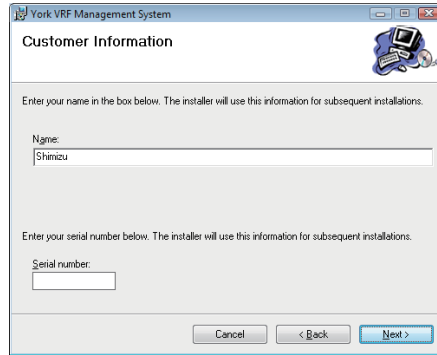 York VRF Management System
Customer Information
Enter your name in the box below. The installer will use this information for subsequent installations.
Name:
Shimizu
Enter your serial number below. The installer will use this information for subsequent installations.
Serial number:
Cancel
< Back
Next >